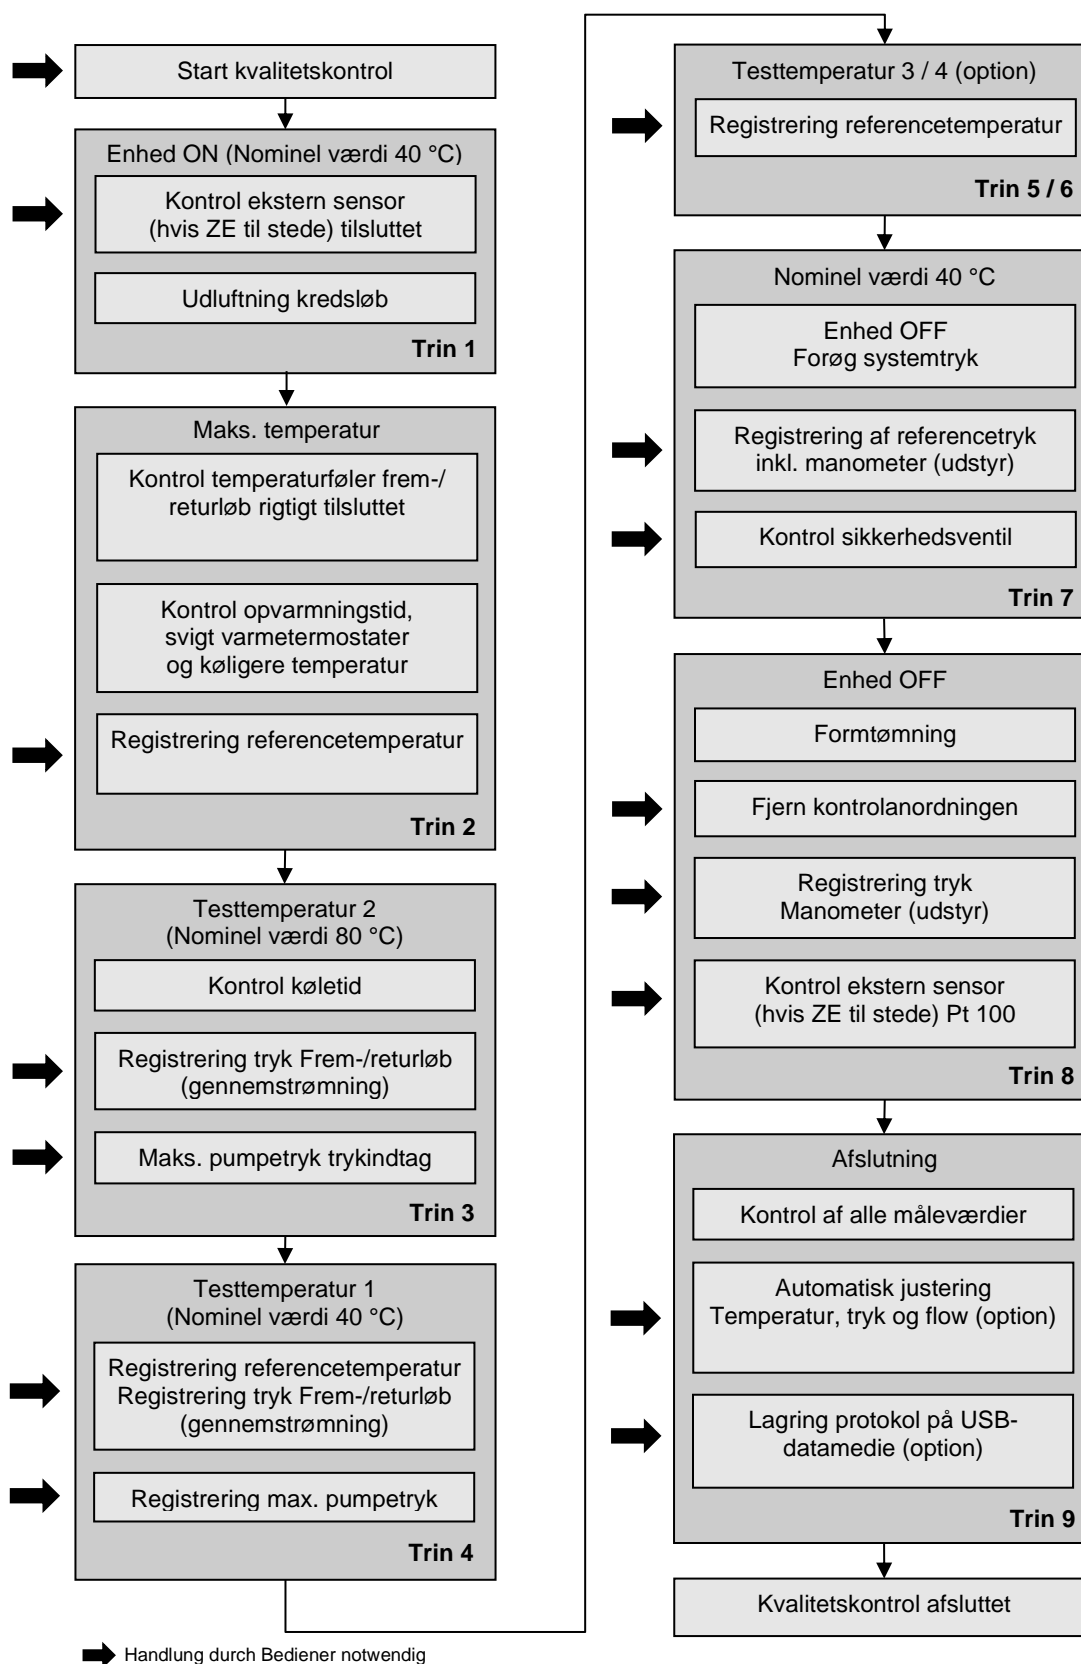 Start kvalitetskontrol
Enhed ON (Nominel værdi 40 °C)
Kontrol ekstern sensor
(hvis ZE til stede) tilsluttet
Udluftning kredsløb
Trin 1
Maks. temperatur
Kontrol temperaturføler frem-/
returløb rigtigt tilsluttet
Kontrol opvarmningstid,
svigt varmetermostater
og køligere temperatur
Registrering referencetemperatur
Trin 2
Testtemperatur 2
(Nominel værdi 80 °C)
Kontrol køletid
Registrering tryk Frem-/returløb
(gennemstrømning)
Maks. pumpetryk trykindtag
Trin 3
Testtemperatur 1
(Nominel værdi 40 °C)
Registrering referencetemperatur
Registrering tryk Frem-/returløb
(gennemstrømning)
Registrering max. pumpetryk
Trin 4
Testtemperatur 3 / 4 (option)
Registrering referencetemperatur
Trin 5 / 6
Nominel værdi 40 °C
Enhed OFF
Forøg systemtryk
Registrering af referencetryk
inkl. manometer (udstyr)
Kontrol sikkerhedsventil
Trin 7
Enhed OFF
Formtømning
Fjern kontrolanordningen
Registrering tryk
Manometer (udstyr)
Kontrol ekstern sensor
(hvis ZE til stede) Pt 100
Trin 8
Afslutning
Kontrol af alle måleværdier
Automatisk justering
Temperatur, tryk og flow (option)
Lagring protokol på USB-
datamedie (option)
Trin 9
Kvalitetskontrol afsluttet
Handlung durch Bediener notwendig